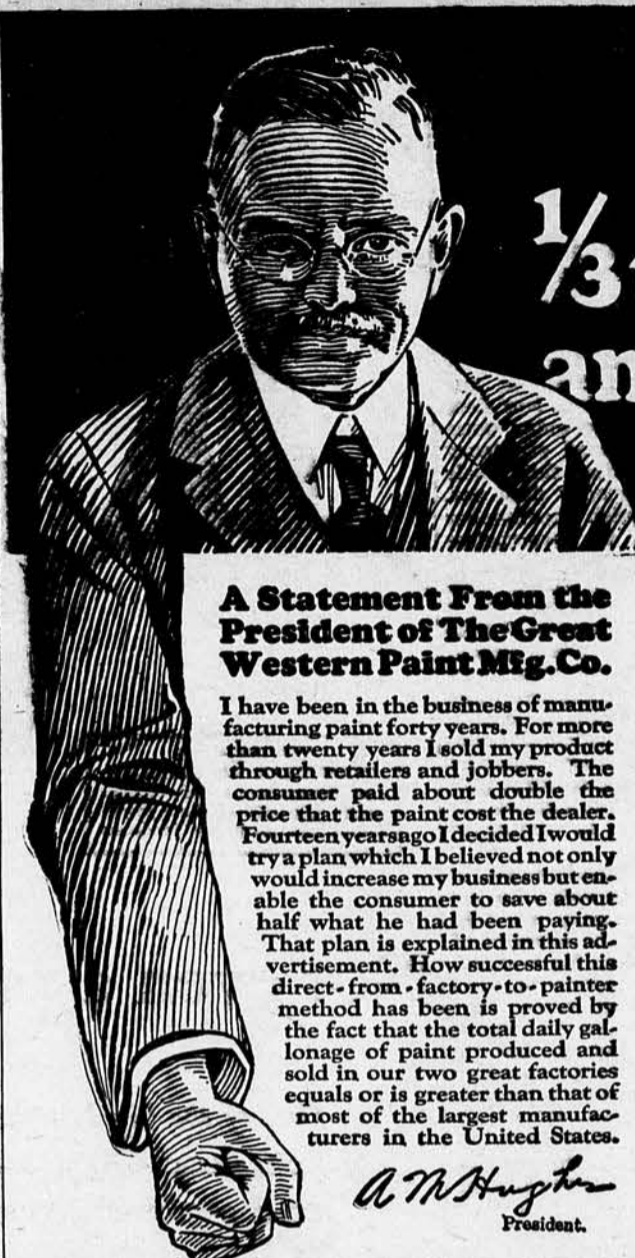 1/3
an
A Statement From the
President of The Great
Western Paint Mfg. Co.
I have been in the business of manu-
facturing paint forty years. For more
than twenty years I sold my product
through retailers and jobbers. The
consumer paid about double the
price that the paint cost the dealer.
Fourteen years ago I decided I would
try a plan which I believed not only
would increase my business but en-
able the consumer to save about
half what he had been paying.
That plan is explained in this ad-
vertisement. How successful this
direct-from-factory-to-painter
method has been is proved by
the fact that the total daily gal-
lonage of paint produced and
sold in our two great factories
equals or is greater than that of
most of the largest manufac-
turers in the United States.
A M Hughes
President.